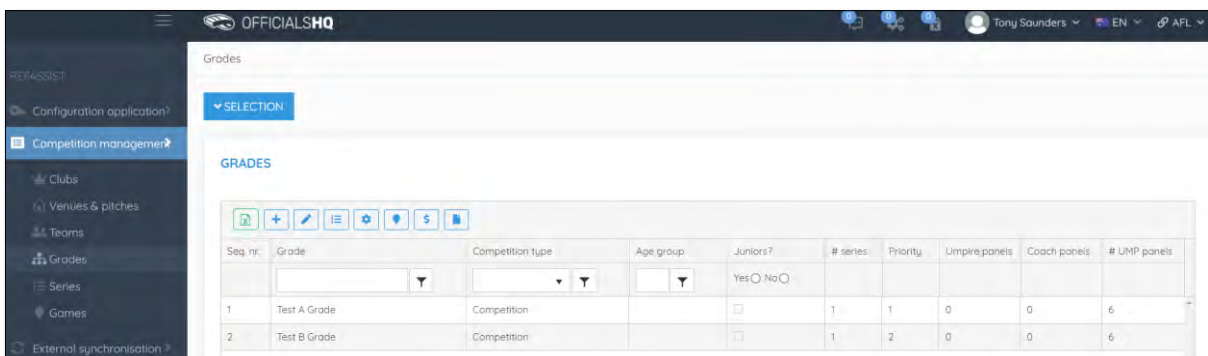 OFFICIALSHQ
0
0
0
Tony Saunders
EN
AFL
REFASSIST
Configuration application
Competition management
Clubs
Venues & pitches
Teams
Grades
Series
Games
External synchronisation
Grades
SELECTION
GRADES
$
Seq. nr. Grade Competition type Age group Juniors? # series Priority Umpire panels Coach panels # UMP panels
Yes No
1 Test A Grade Competition 1 1 0 0 6
2 Test B Grade Competition 1 2 0 0 6